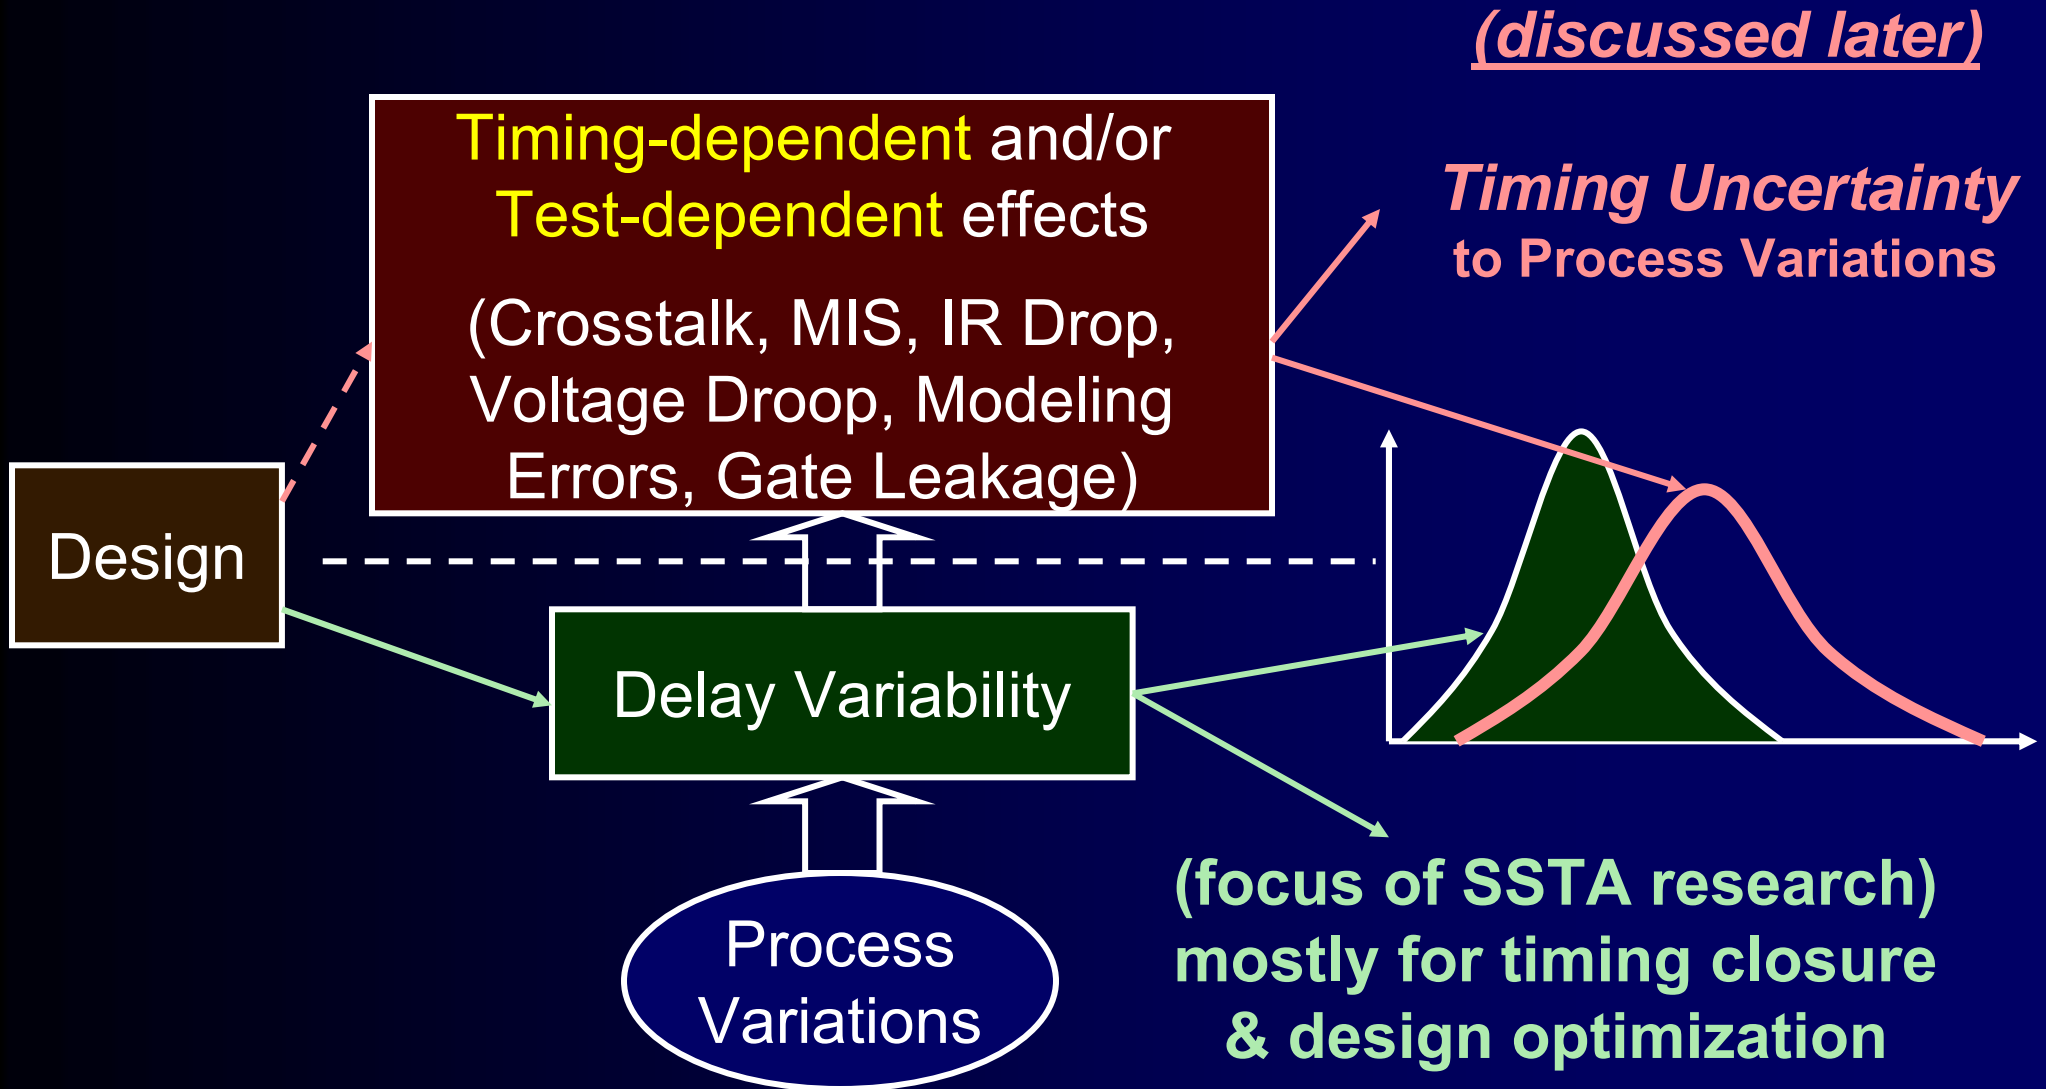 (discussed later)
Timing-dependent and/or
Test-dependent effects
(Crosstalk, MIS, IR Drop,
Voltage Droop, Modeling
Errors, Gate Leakage)
Timing Uncertainty
to Process Variations
Design
Delay Variability
Process
Variations
(focus of SSTA research)
mostly for timing closure
& design optimization